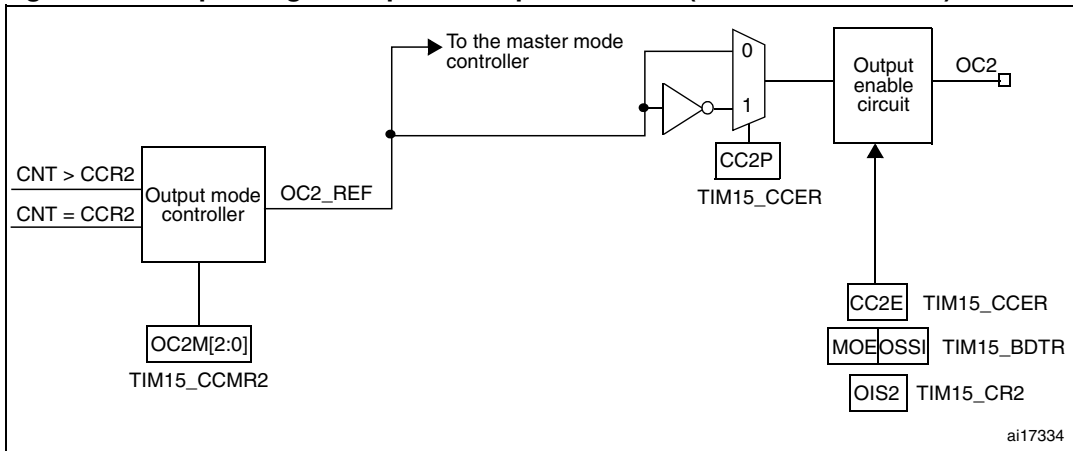 To the master mode
controller
0
1
Output
enable
circuit
OC2
CC2P
TIM15_CCER
CNT > CCR2
CNT = CCR2
Output mode
controller
OC2_REF
OC2M[2:0]
TIM15_CCMR2
CC2E TIM15_CCER
MOE OSSI TIM15_BDTR
OIS2 TIM15_CR2
ai17334